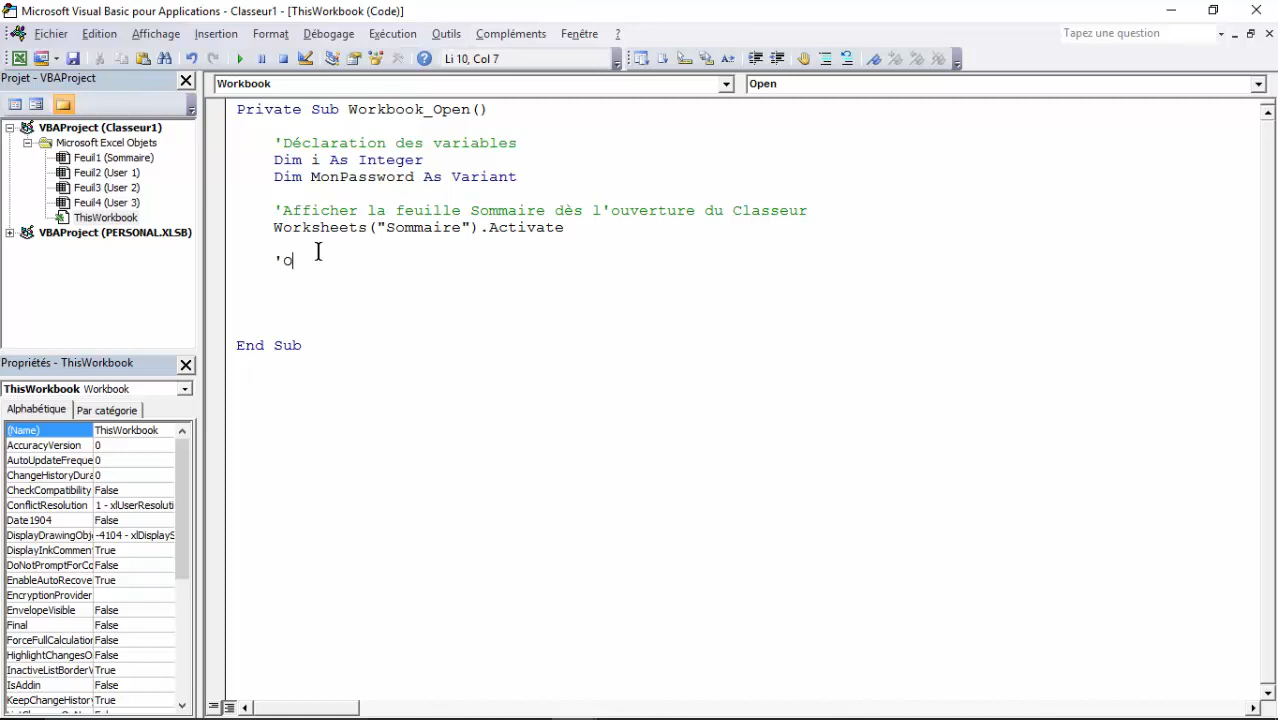 Microsoft Visual Basic pour Applications - Classeur1 - [ThisWorkbook (Code)]
Fichier Edition Affichage Insertion Format Débogage Exécution Outils Compléments Fenêtre ? Tapez une question
Li 10, Col 7
Projet - VBAProject
Workbook Open
VBAProject (Classeur1)
Microsoft Excel Objets
Feuil1 (Sommaire)
Feuil2 (User 1)
Feuil3 (User 2)
Feuil4 (User 3)
ThisWorkbook
VBAProject (PERSONAL.XLSB)
Private Sub Workbook_Open()
'Déclaration des variables
Dim i As Integer
Dim MonPassword As Variant
'Afficher la feuille Sommaire dès l'ouverture du Classeur
Worksheets("Sommaire").Activate
'o
End Sub
Propriétés - ThisWorkbook
ThisWorkbook Workbook
Alphabétique Par catégorie
(Name) ThisWorkbook
AccuracyVersion 0
AutoUpdateFreque 0
ChangeHistoryDura 0
CheckCompatibility False
ConflictResolution 1 - xlUserResoluti
Date1904 False
DisplayDrawingObje -4104 - xlDisplayS
DisplayInkCommen True
DoNotPromptForCo False
EnableAutoRecove True
EncryptionProvider
EnvelopeVisible False
Final False
ForceFullCalculation False
HighlightChangesO False
InactiveListBorderV True
IsAddin False
KeepChangeHistory True